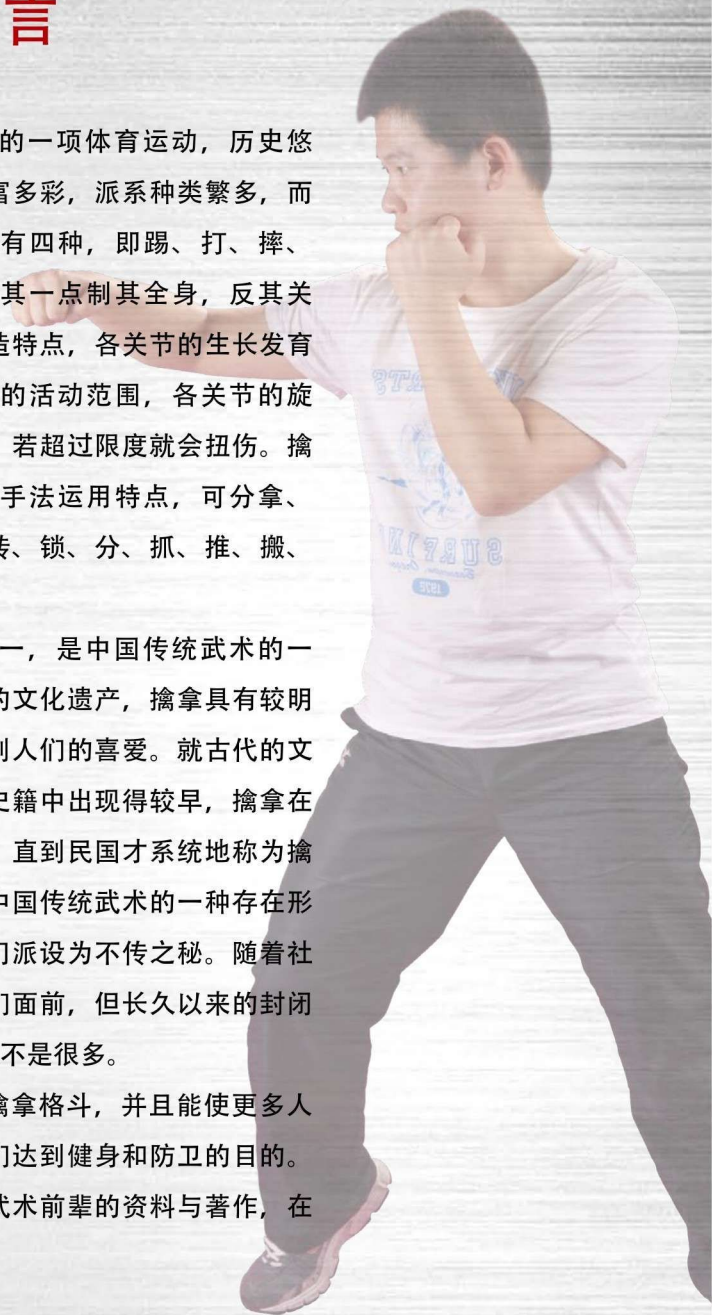 言
的一项体育运动，历史悠
富多彩，派系种类繁多，而
有四种，即踢、打、摔、
其一点制其全身，反其关
造特点，各关节的生长发育
的活动范围，各关节的旋
若超过限度就会扭伤。擒
手法运用特点，可分拿、
转、锁、分、抓、推、搬、
一，是中国传统武术的一
的文化遗产，擒拿具有较明
到人们的喜爱。就古代的文
史籍中出现得较早，擒拿在
直到民国才系统地称为擒
中国传统武术的一种存在形
门派设为不传之秘。随着社
们面前，但长久以来的封闭
不是很多。
擒拿格斗，并且能使更多人
们达到健身和防卫的目的。
武术前辈的资料与著作，在
SURFING
1976